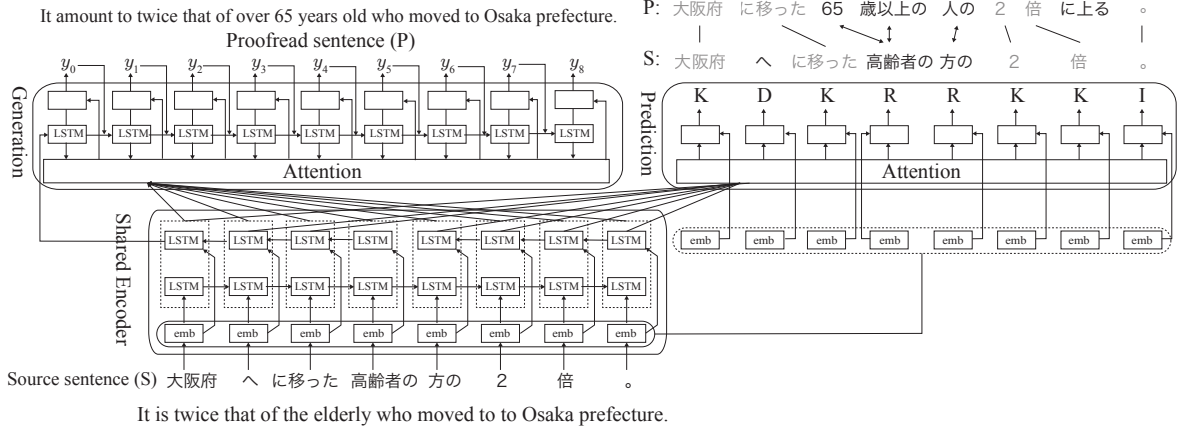 It amount to twice that of over 65 years old who moved to Osaka prefecture.
Proofread sentence (P)
y0 y1 y2 y3 y4 y5 y6 y7 y8
Generation
LSTM LSTM LSTM LSTM LSTM LSTM LSTM LSTM LSTM
Attention
P: 大阪府 に移った 65 歳以上の 人の 2 倍 に上る 。
S: 大阪府 へ に移った 高齢者の 方の 2 倍 。
Prediction
K D K R R K K I
Attention
emb emb emb emb emb emb emb emb
Shared Encoder
LSTM LSTM LSTM LSTM LSTM LSTM LSTM LSTM
LSTM LSTM LSTM LSTM LSTM LSTM LSTM LSTM
emb emb emb emb emb emb emb emb
Source sentence (S) 大阪府 へ に移った 高齢者の 方の 2 倍 。
It is twice that of the elderly who moved to to Osaka prefecture.